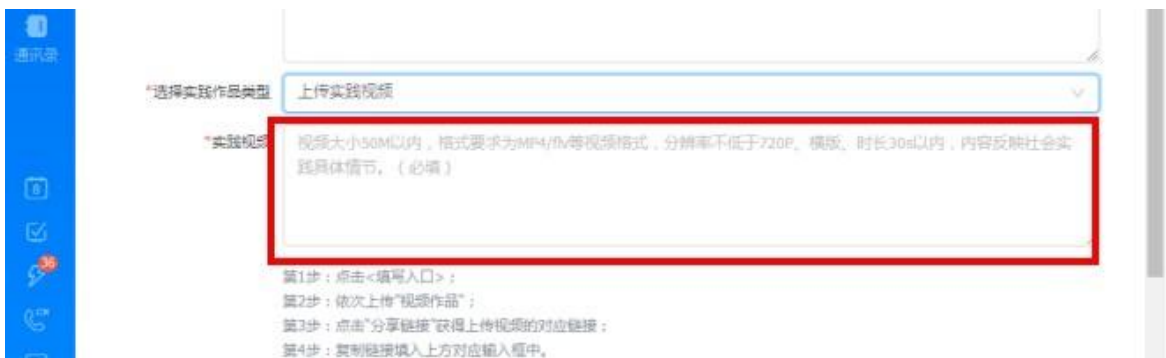 通讯录
*选择实践作品类型 上传实践视频
*实践视频 视频大小50M以内，格式要求为MP4/flv等视频格式，分辨率不低于720P、横版、时长30s以内，内容反映社会实
践具体情节。（必填）
8
36
第1步：点击<填写入口>；
第2步：依次上传"视频作品"；
第3步：点击"分享链接"获得上传视频的对应链接；
第4步：复制链接填入上方对应输入框中。